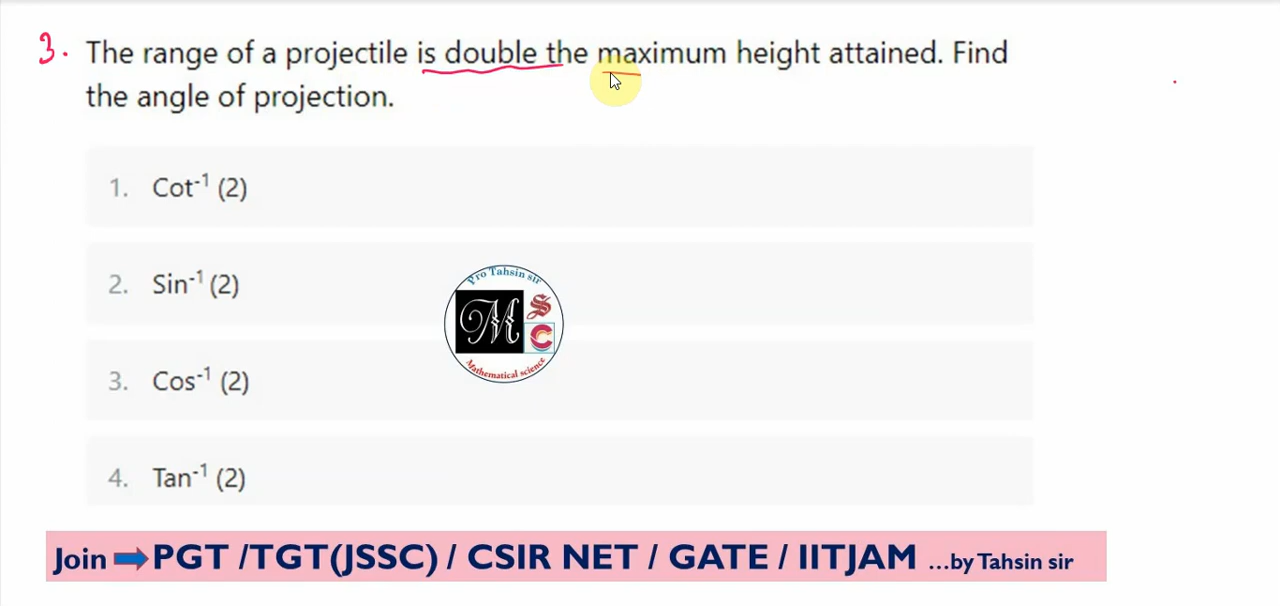 3. The range of a projectile is double the maximum height attained. Find
the angle of projection.
1. Cot⁻¹ (2)
2. Sin⁻¹ (2)
Pro Tahsin sir
M S
C
Mathematical science
3. Cos⁻¹ (2)
4. Tan⁻¹ (2)
Join PGT /TGT(JSSC) / CSIR NET / GATE / IITJAM ...by Tahsin sir